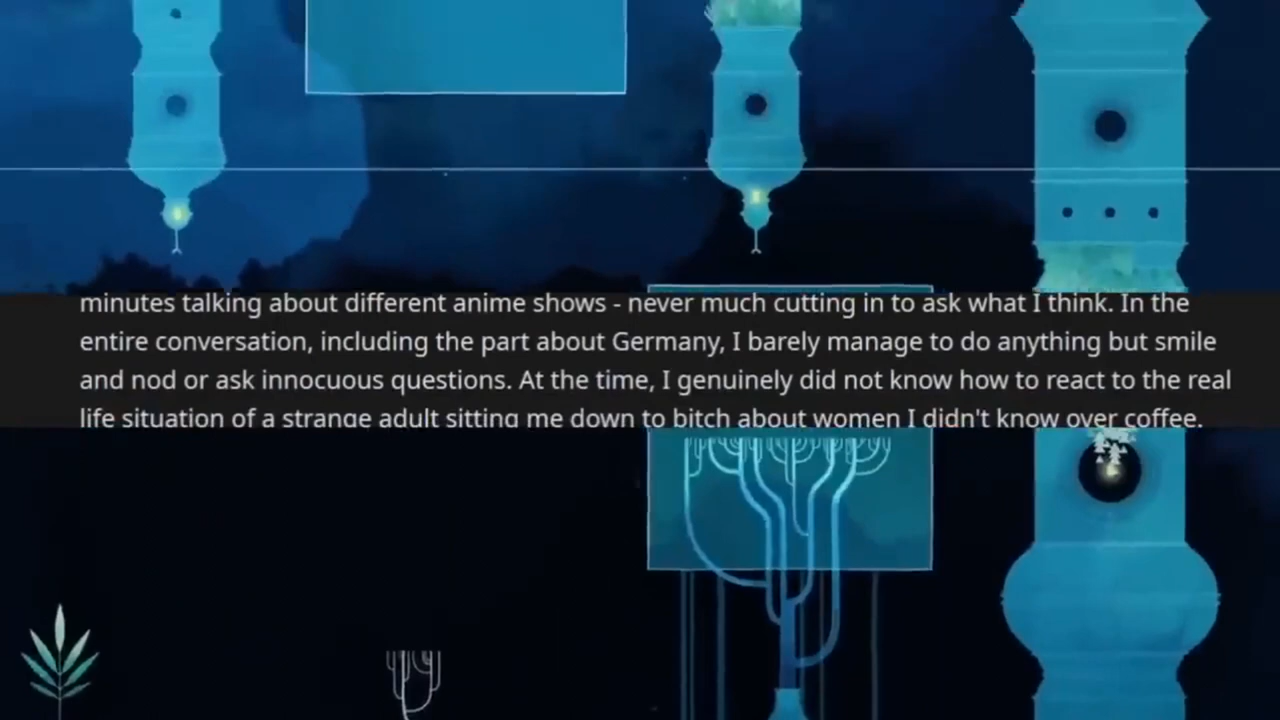 minutes talking about different anime shows - never much cutting in to ask what I think. In the
entire conversation, including the part about Germany, I barely manage to do anything but smile
and nod or ask innocuous questions. At the time, I genuinely did not know how to react to the real
life situation of a strange adult sitting me down to bitch about women I didn't know over coffee.